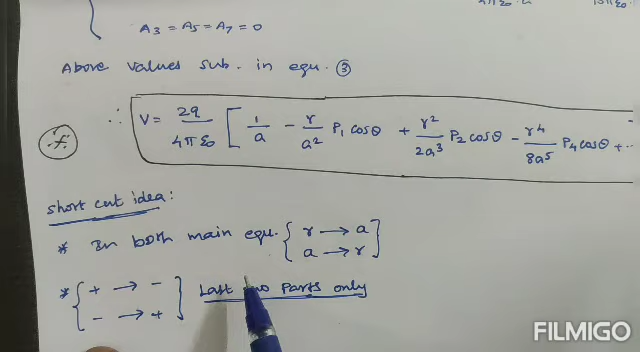 A3 = A5 = A7 = 0
Above values sub. in equ. ③
∴ V = 2q/4πε0 [ 1/a − r/a² P1 cosθ + r²/2a³ P2 cosθ − r⁴/8a⁵ P4 cosθ + ..
f.
short cut idea:
* In both main equ. { r → a
a → r }
* { + → −
− → + } Last two Parts only
FILMIGO